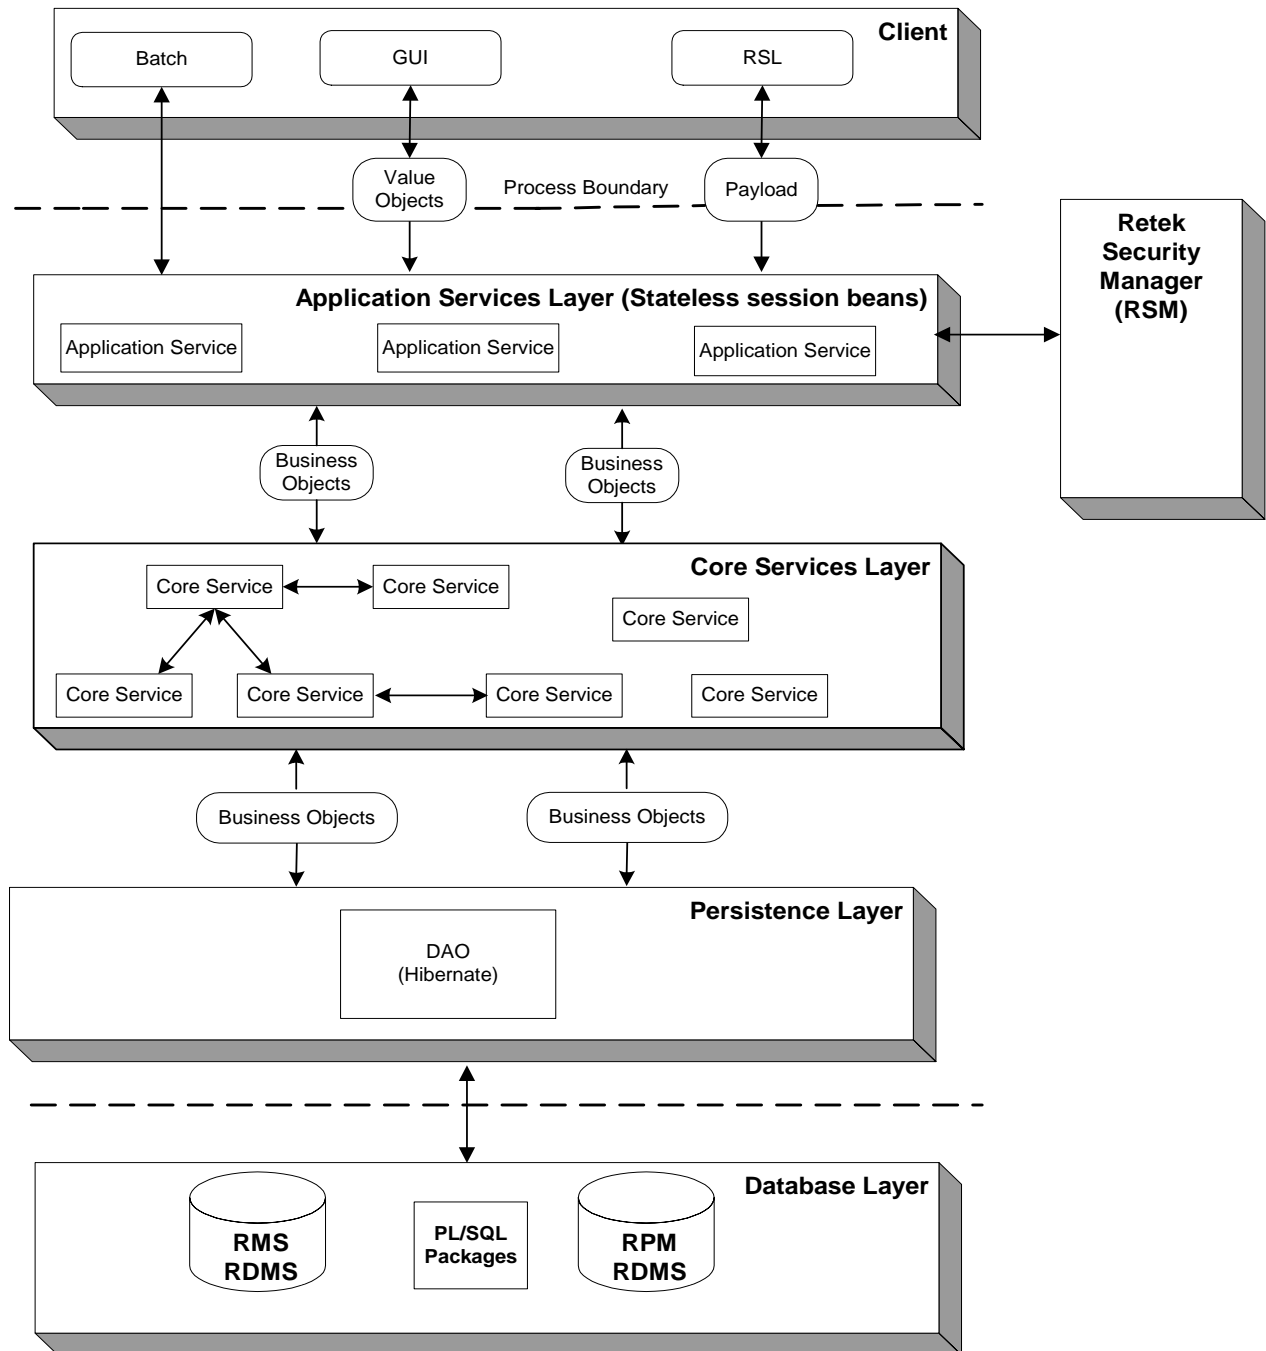 Client
Batch
GUI
RSL
Value
Objects
Process Boundary
Payload
Retek
Security
Manager
(RSM)
Application Services Layer (Stateless session beans)
Application Service
Application Service
Application Service
Business
Objects
Business
Objects
Core Services Layer
Core Service
Core Service
Core Service
Core Service
Core Service
Core Service
Core Service
Business Objects
Business Objects
Persistence Layer
DAO
(Hibernate)
Database Layer
RMS
RDMS
PL/SQL
Packages
RPM
RDMS